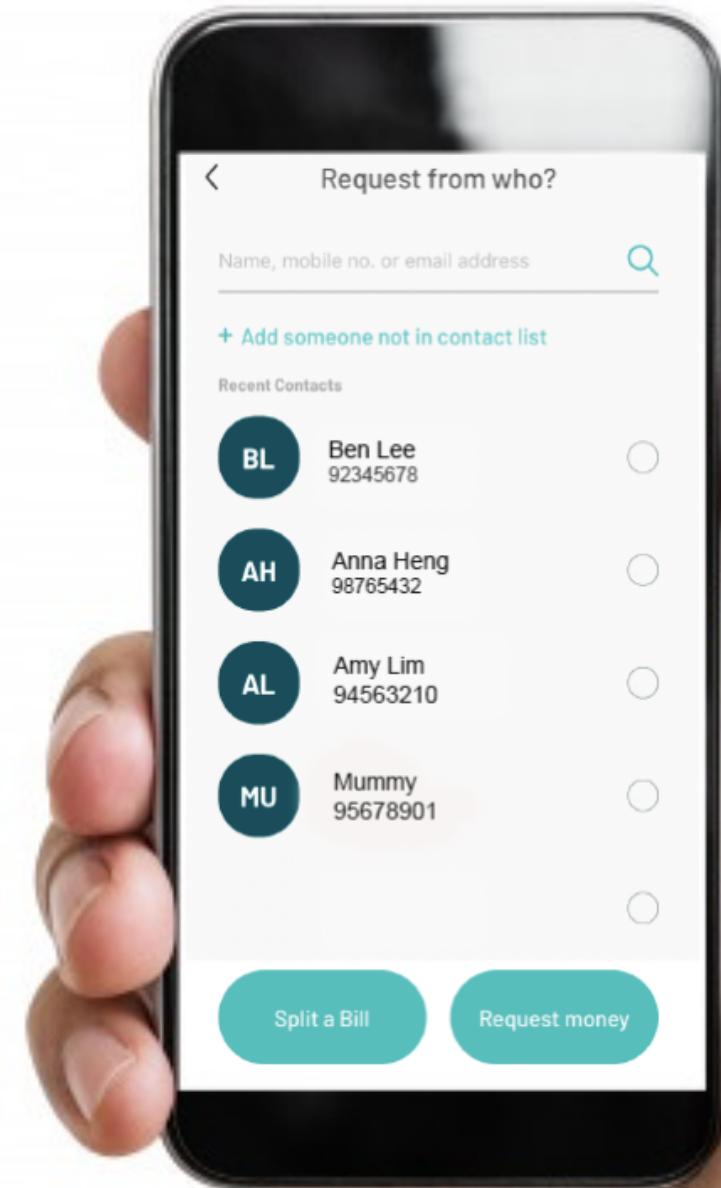 Request from who?
Name, mobile no. or email address
+ Add someone not in contact list
Recent Contacts
BL
Ben Lee
92345678
AH
Anna Heng
98765432
AL
Amy Lim
94563210
MU
Mummy
95678901
Split a Bill
Request money